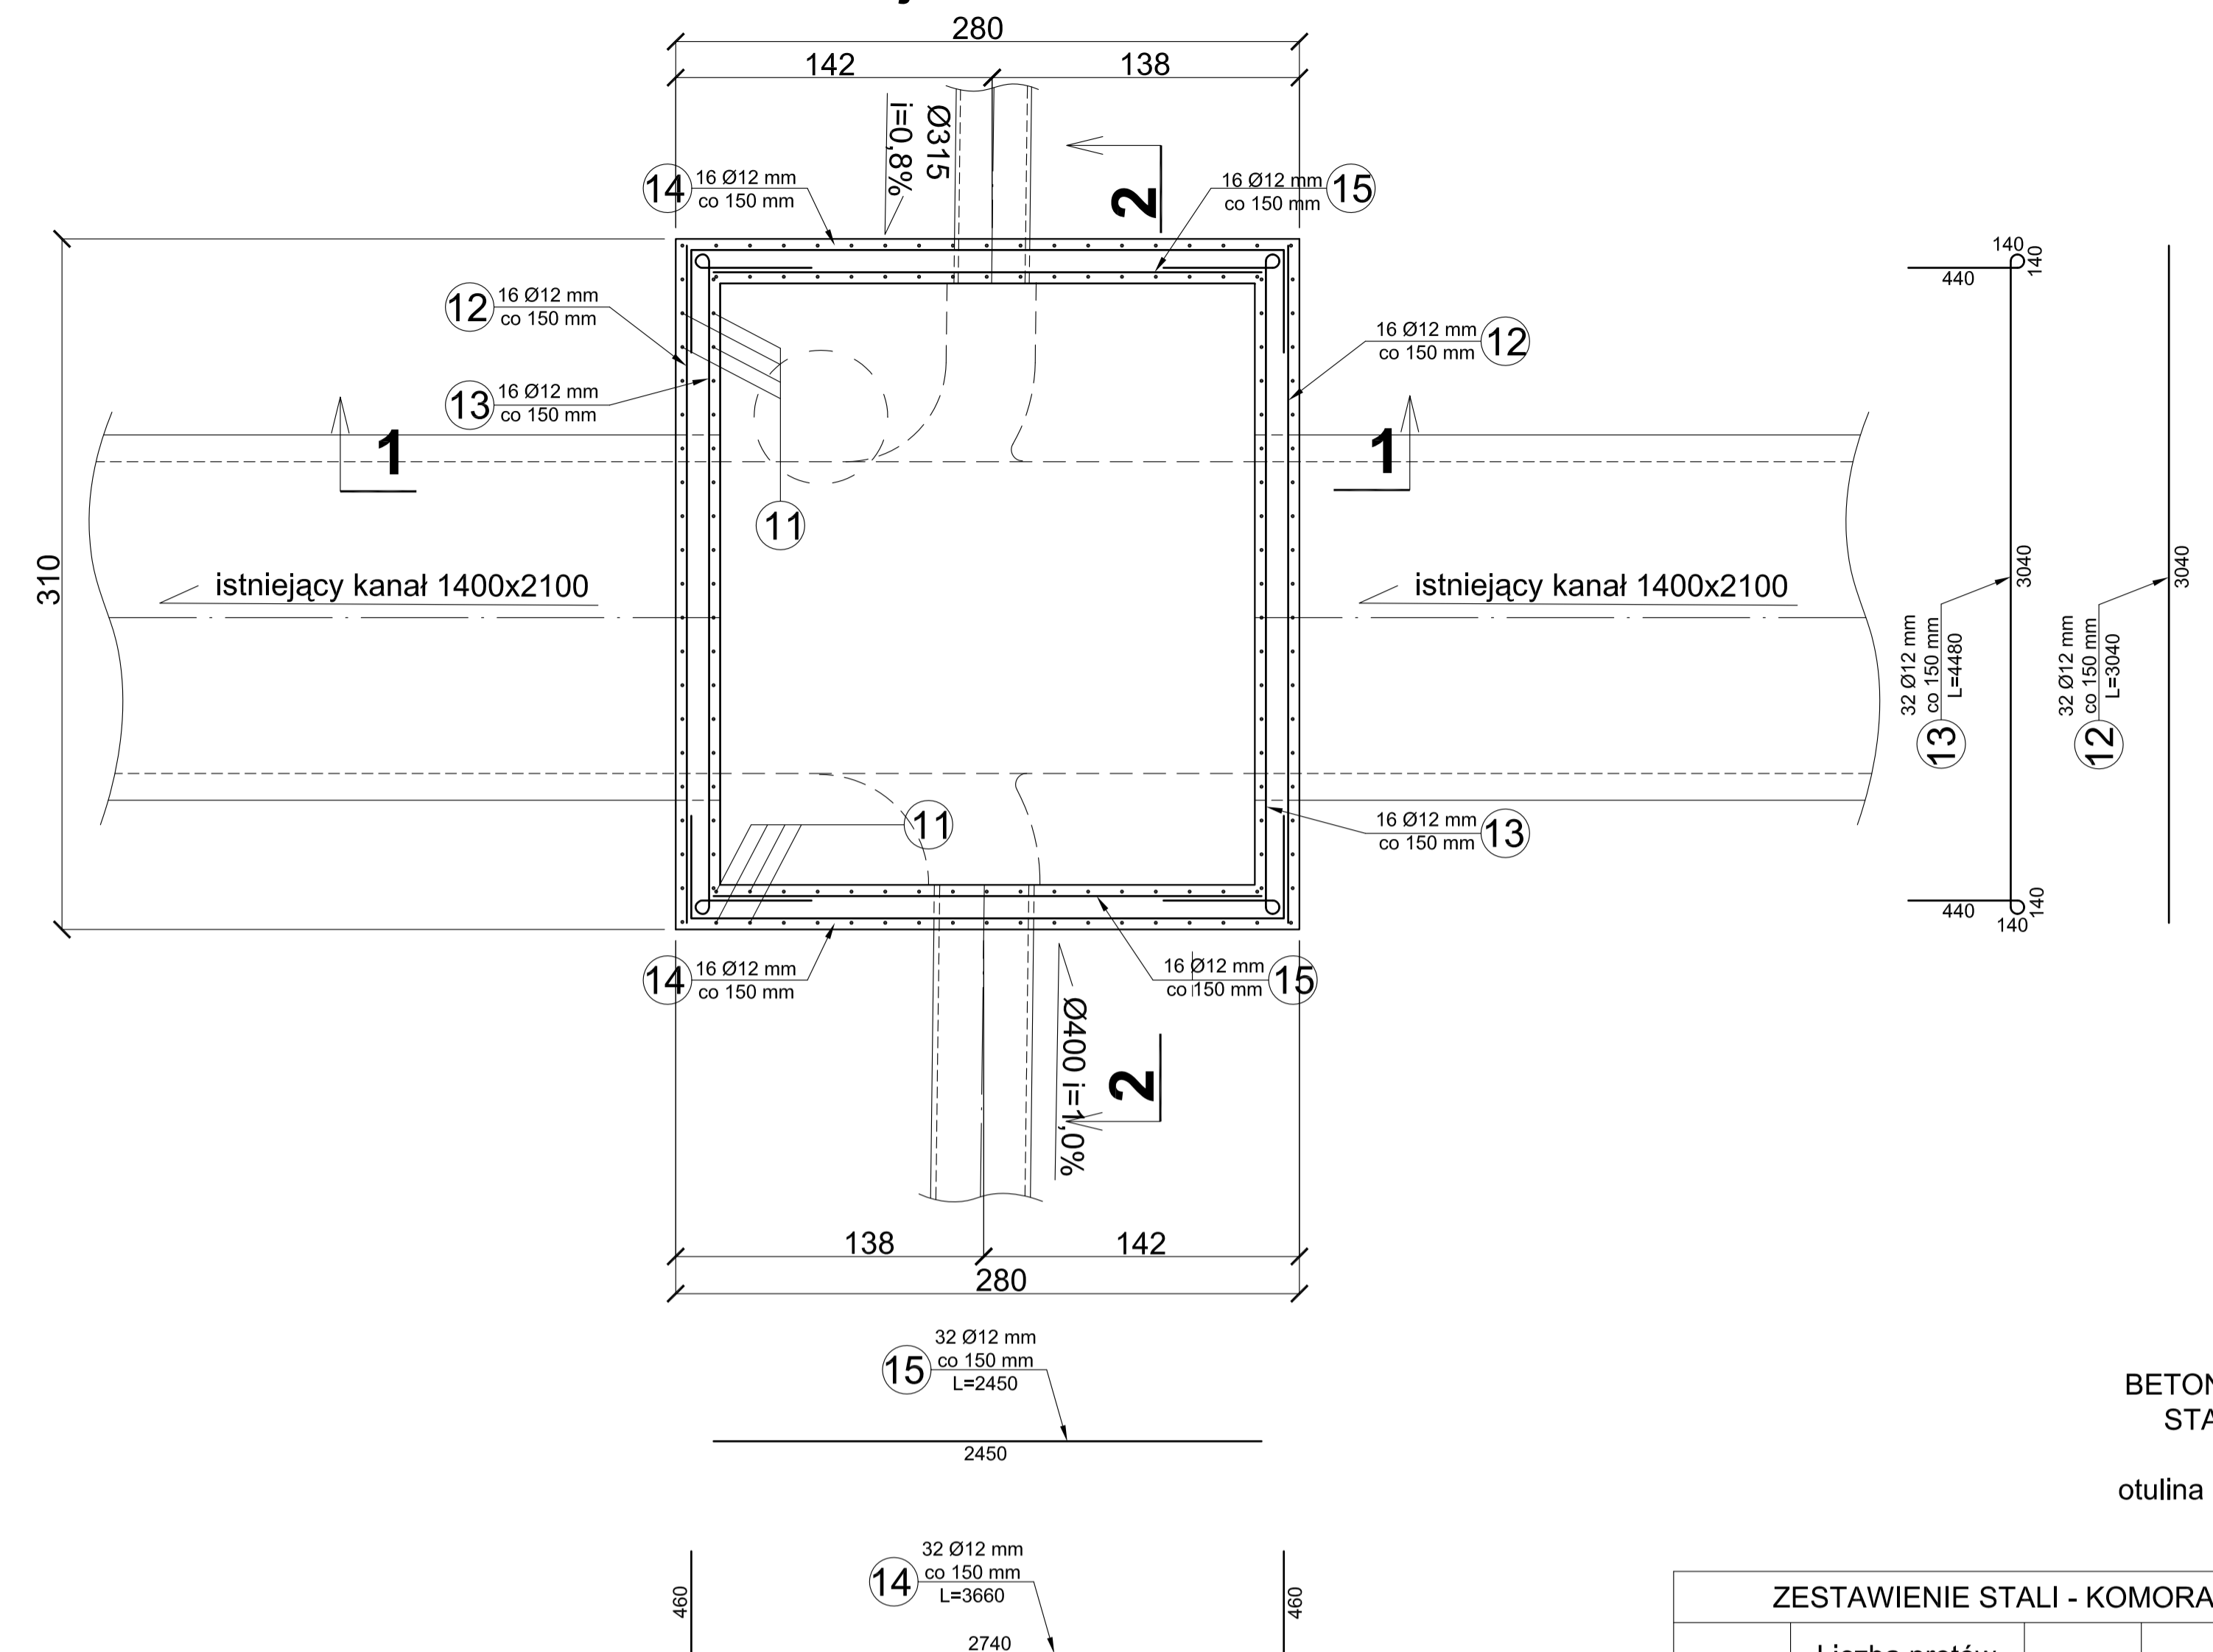 280
142
138
Ø315
i=0,8%
2
14
16 Ø12 mm
co 150 mm
16 Ø12 mm
co 150 mm
15
12
16 Ø12 mm
co 150 mm
16 Ø12 mm
co 150 mm
12
13
16 Ø12 mm
co 150 mm
1
1
11
310
istniejący kanał 1400x2100
istniejący kanał 1400x2100
11
16 Ø12 mm
co 150 mm
13
14
16 Ø12 mm
co 150 mm
16 Ø12 mm
co 150 mm
15
Ø400 i=1,0%
2
138
142
280
140
140
440
3040
32 Ø12 mm
co 150 mm
L=4480
13
440
140
140
3040
32 Ø12 mm
co 150 mm
L=3040
12
15
32 Ø12 mm
co 150 mm
L=2450
2450
14
32 Ø12 mm
co 150 mm
L=3660
460
2740
460
otulina
ZESTAWIENIE STALI - KOMORA
Liczba prętów